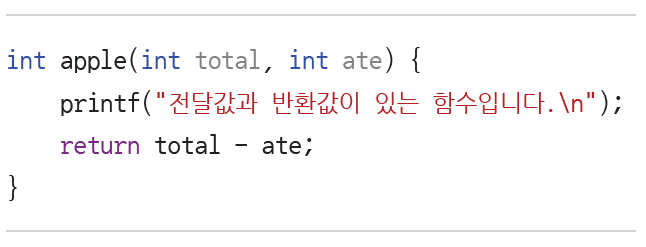 int apple(int total, int ate) {
    printf("전달값과 반환값이 있는 함수입니다.\n");
    return total - ate;
}